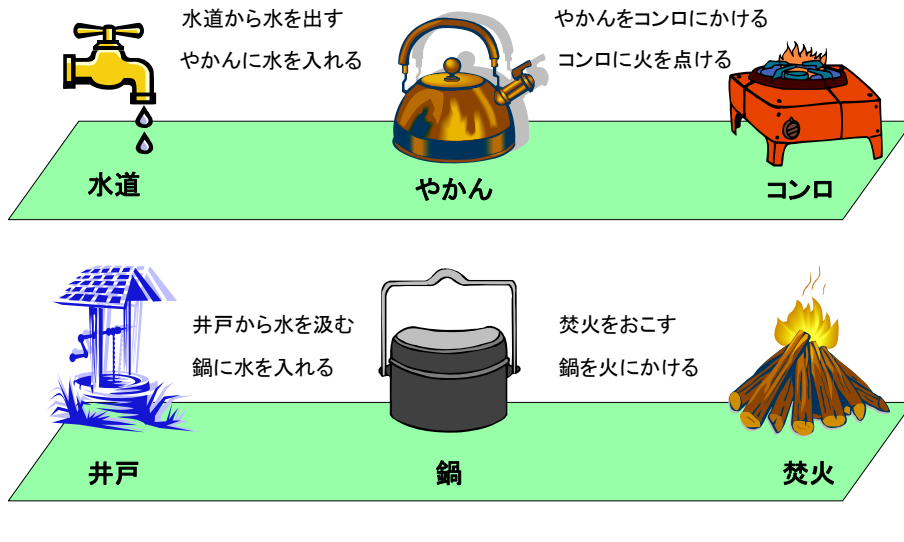 水道から水を出す
やかんに水を入れる
やかんをコンロにかける
コンロに火を点ける
水道
やかん
コンロ
井戸から水を汲む
鍋に水を入れる
焚火をおこす
鍋を火にかける
井戸
鍋
焚火